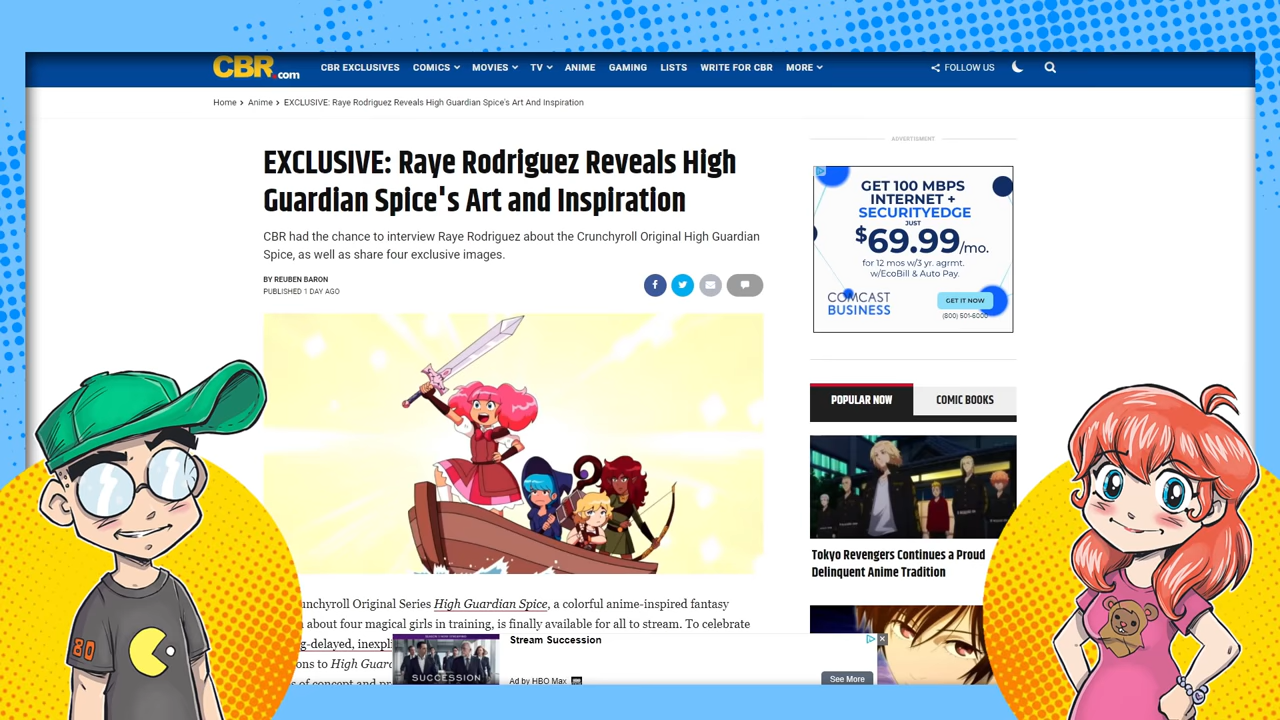 CBR.com
CBR EXCLUSIVES COMICS MOVIES TV ANIME GAMING LISTS WRITE FOR CBR MORE FOLLOW US
Home Anime EXCLUSIVE: Raye Rodriguez Reveals High Guardian Spice's Art And Inspiration
EXCLUSIVE: Raye Rodriguez Reveals High
Guardian Spice's Art and Inspiration
CBR had the chance to interview Raye Rodriguez about the Crunchyroll Original High Guardian
Spice, as well as share four exclusive images.
BY REUBEN BARON
PUBLISHED 1 DAY AGO
unchyroll Original Series High Guardian Spice, a colorful anime-inspired fantasy
about four magical girls in training, is finally available for all to stream. To celebrate
g-delayed, inexpli
ons to High Guard
s of concept and pr
SUCCESSION
Stream Succession
Ad by HBO Max
See More
ADVERTISMENT
GET 100 MBPS
INTERNET +
SECURITYEDGE
JUST
$69.99/mo.
for 12 mos w/3 yr. agrmt.
w/EcoBill & Auto Pay.
COMCAST
BUSINESS
GET IT NOW
(800) 501-6000
POPULAR NOW COMIC BOOKS
Tokyo Revengers Continues a Proud
Delinquent Anime Tradition
80